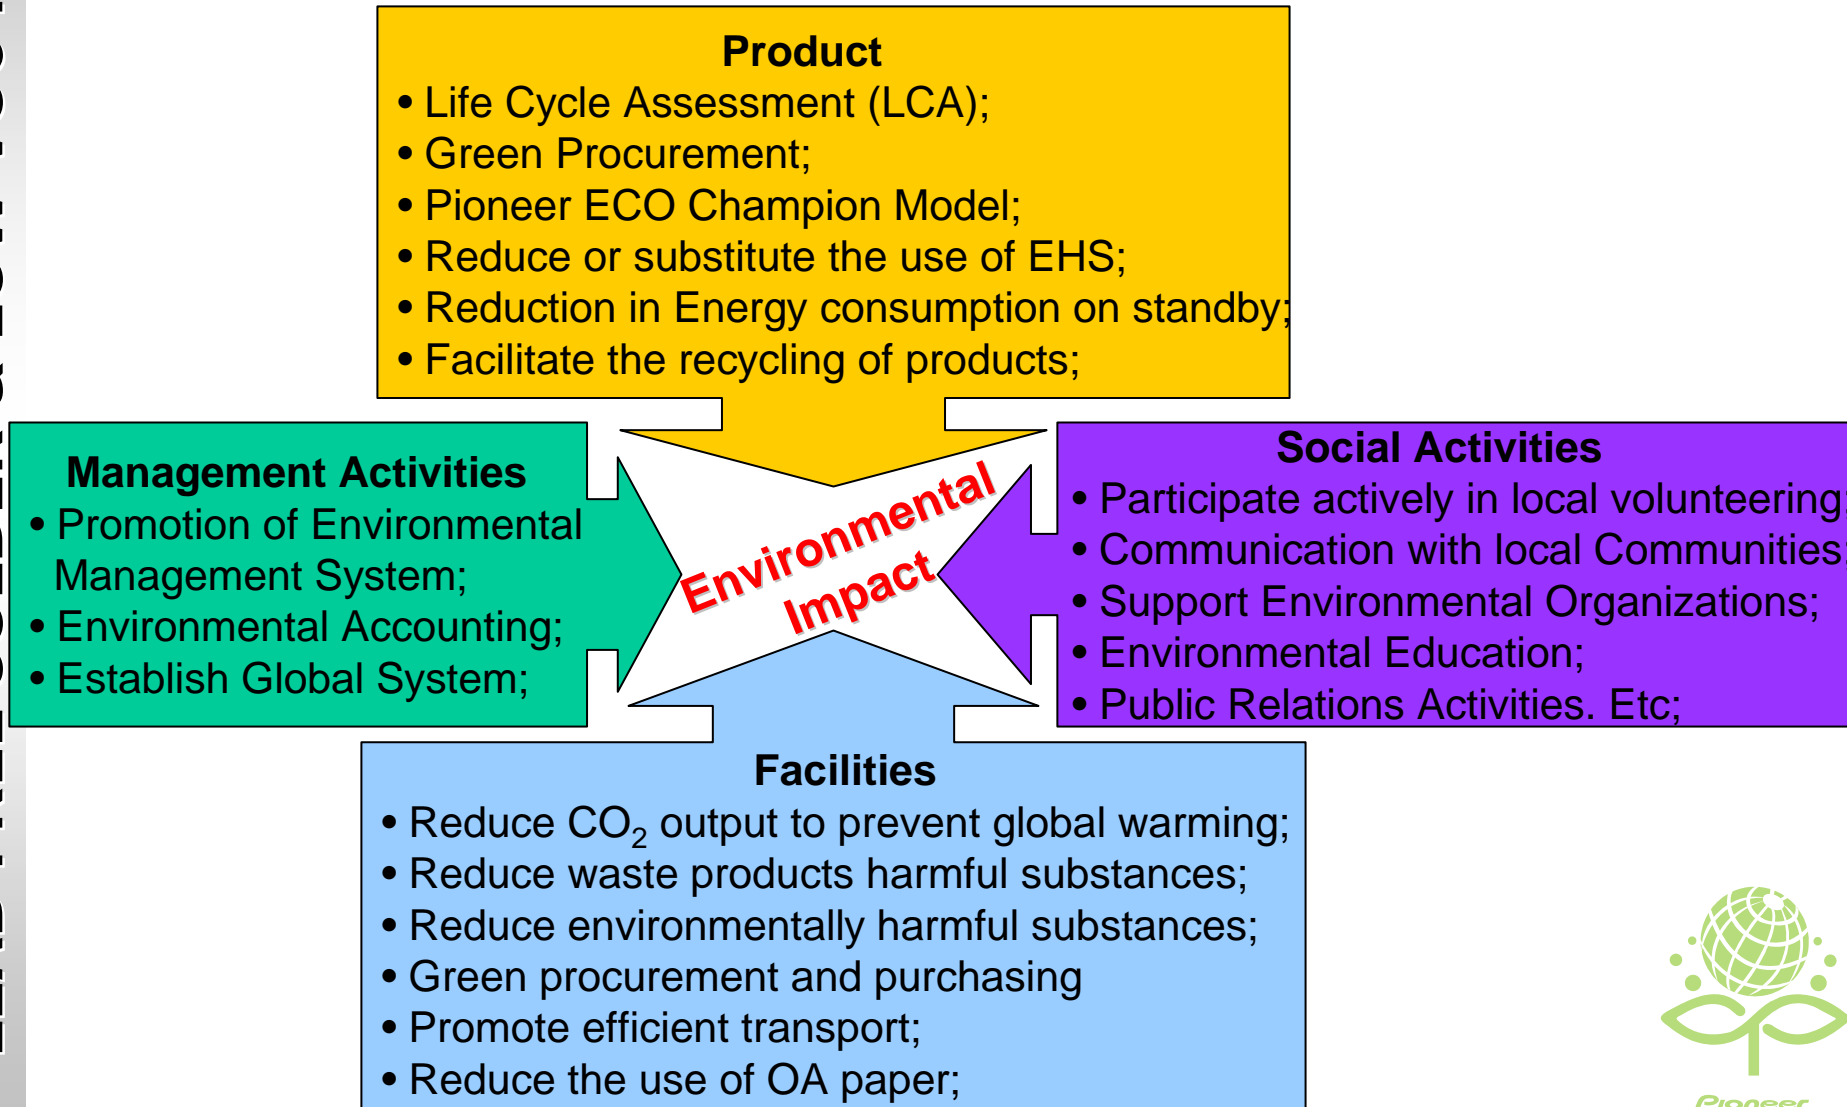 Product
• Life Cycle Assessment (LCA);
• Green Procurement;
• Pioneer ECO Champion Model;
• Reduce or substitute the use of EHS;
• Reduction in Energy consumption on standby;
• Facilitate the recycling of products;
Management Activities
• Promotion of Environmental
Management System;
• Environmental Accounting;
• Establish Global System;
Environmental
Impact
Social Activities
• Participate actively in local volunteering;
• Communication with local Communities;
• Support Environmental Organizations;
• Environmental Education;
• Public Relations Activities. Etc;
Facilities
• Reduce CO₂ output to prevent global warming;
• Reduce waste products harmful substances;
• Reduce environmentally harmful substances;
• Green procurement and purchasing
• Promote efficient transport;
• Reduce the use of OA paper;
Pioneer